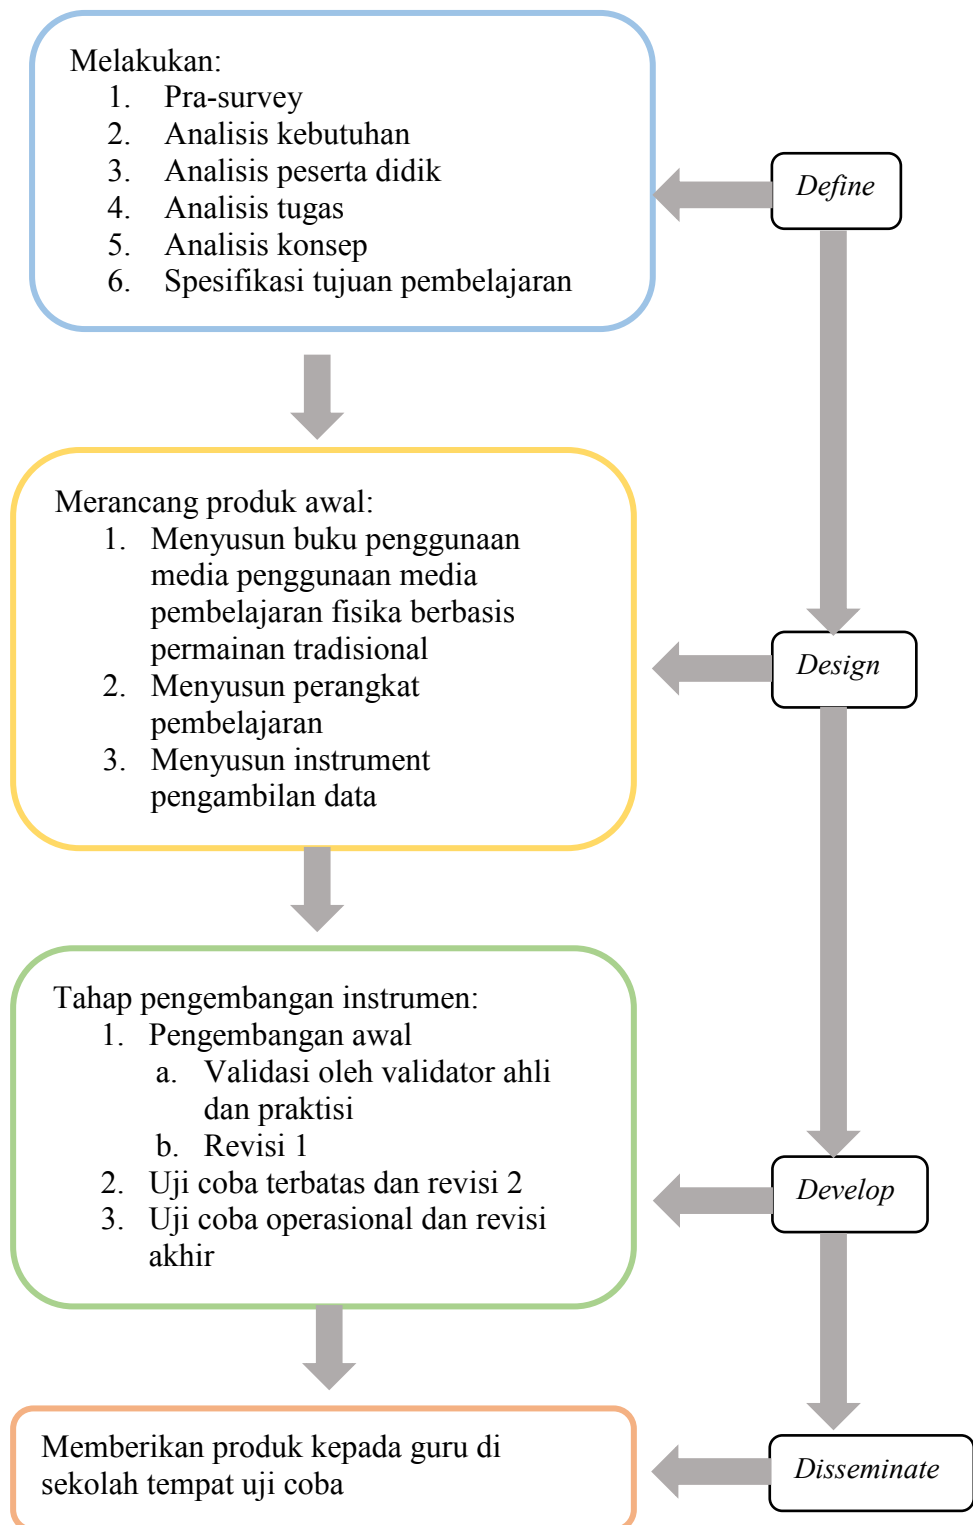 Melakukan:
1. Pra-survey
2. Analisis kebutuhan
3. Analisis peserta didik
4. Analisis tugas
5. Analisis konsep
6. Spesifikasi tujuan pembelajaran
Define
Merancang produk awal:
1. Menyusun buku penggunaan
media penggunaan media
pembelajaran fisika berbasis
permainan tradisional
2. Menyusun perangkat
pembelajaran
3. Menyusun instrument
pengambilan data
Design
Tahap pengembangan instrumen:
1. Pengembangan awal
a. Validasi oleh validator ahli
dan praktisi
b. Revisi 1
2. Uji coba terbatas dan revisi 2
3. Uji coba operasional dan revisi
akhir
Develop
Memberikan produk kepada guru di
sekolah tempat uji coba
Disseminate